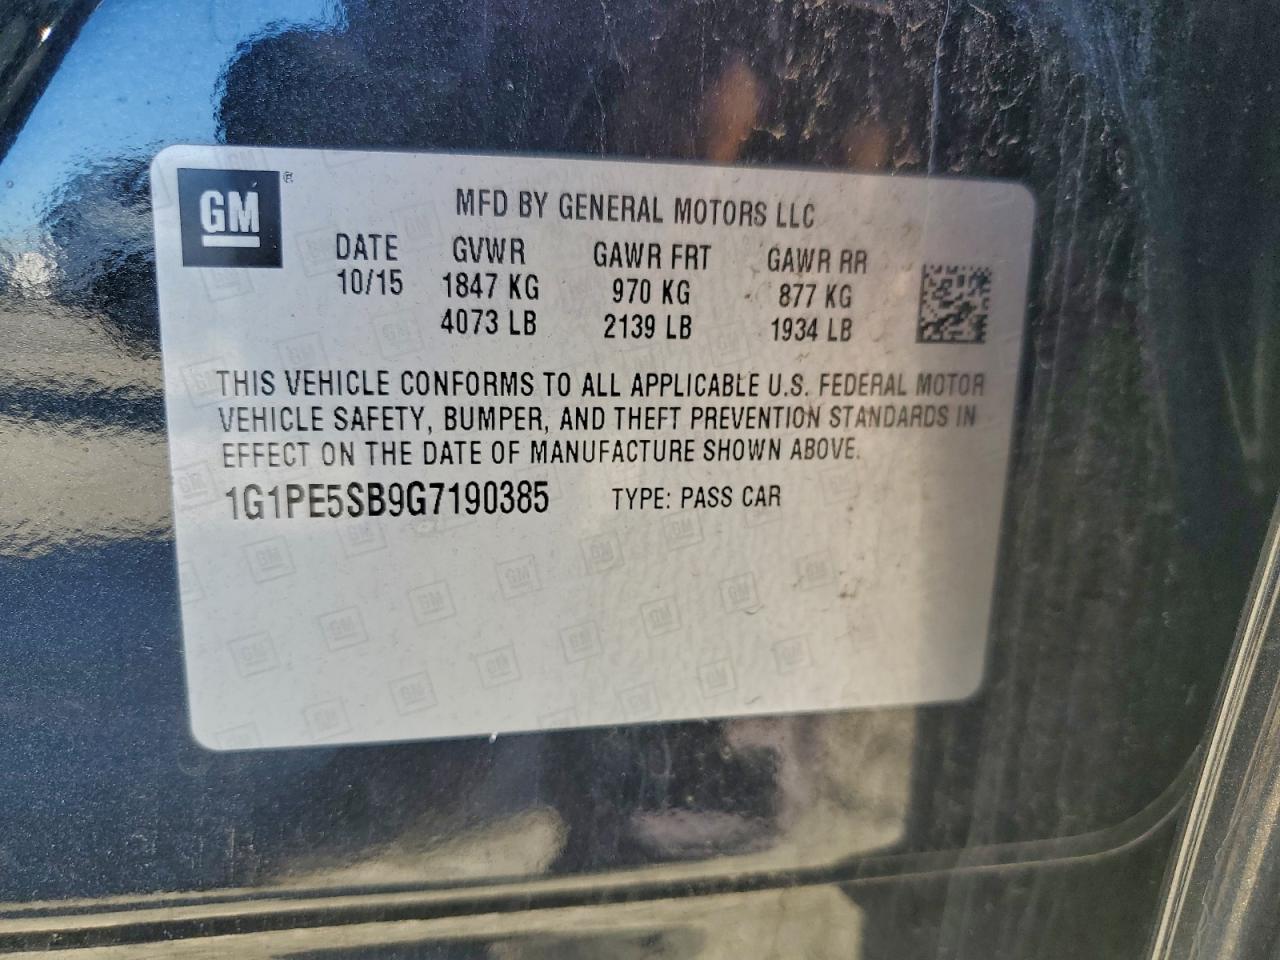 GM ®
MFD BY GENERAL MOTORS LLC
DATE GVWR GAWR FRT GAWR RR
10/15 1847 KG 970 KG 877 KG
4073 LB 2139 LB 1934 LB
THIS VEHICLE CONFORMS TO ALL APPLICABLE U.S. FEDERAL MOTOR
VEHICLE SAFETY, BUMPER, AND THEFT PREVENTION STANDARDS IN
EFFECT ON THE DATE OF MANUFACTURE SHOWN ABOVE.
1G1PE5SB9G7190385 TYPE: PASS CAR